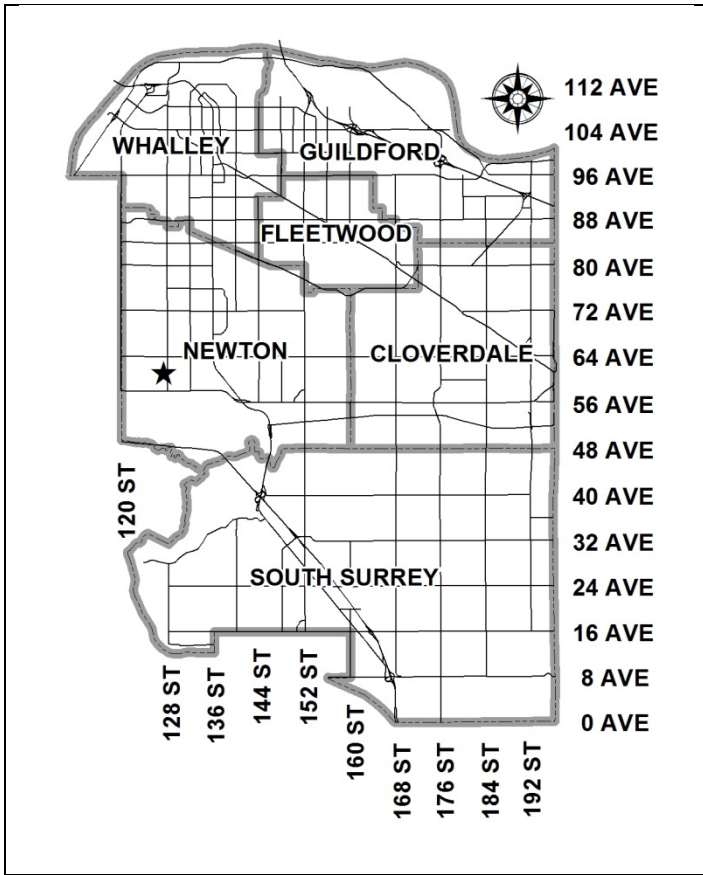 112 AVE
104 AVE
WHALLEY
GUILDFORD
96 AVE
88 AVE
FLEETWOOD
80 AVE
72 AVE
NEWTON
CLOVERDALE
64 AVE
56 AVE
48 AVE
120 ST
40 AVE
32 AVE
SOUTH SURREY
24 AVE
16 AVE
128 ST
136 ST
144 ST
152 ST
160 ST
8 AVE
0 AVE
168 ST
176 ST
184 ST
192 ST